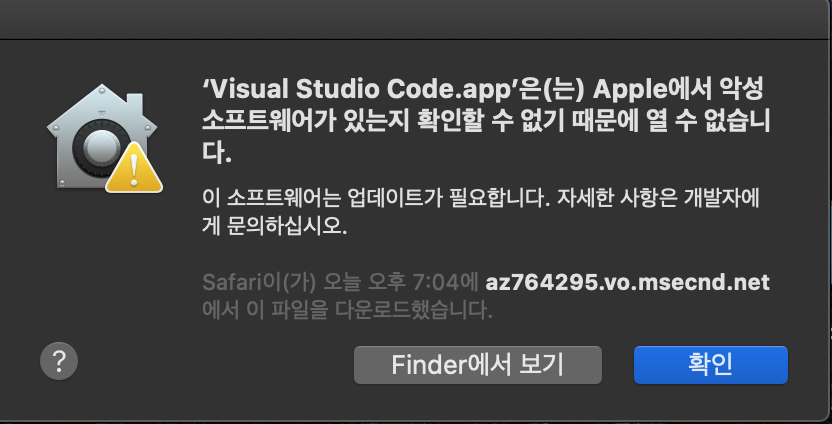 ‘Visual Studio Code.app’은(는) Apple에서 악성
소프트웨어가 있는지 확인할 수 없기 때문에 열 수 없습니
다.
이 소프트웨어는 업데이트가 필요합니다. 자세한 사항은 개발자에
게 문의하십시오.
Safari이(가) 오늘 오후 7:04에 az764295.vo.msecnd.net
에서 이 파일을 다운로드했습니다.
?
Finder에서 보기
확인